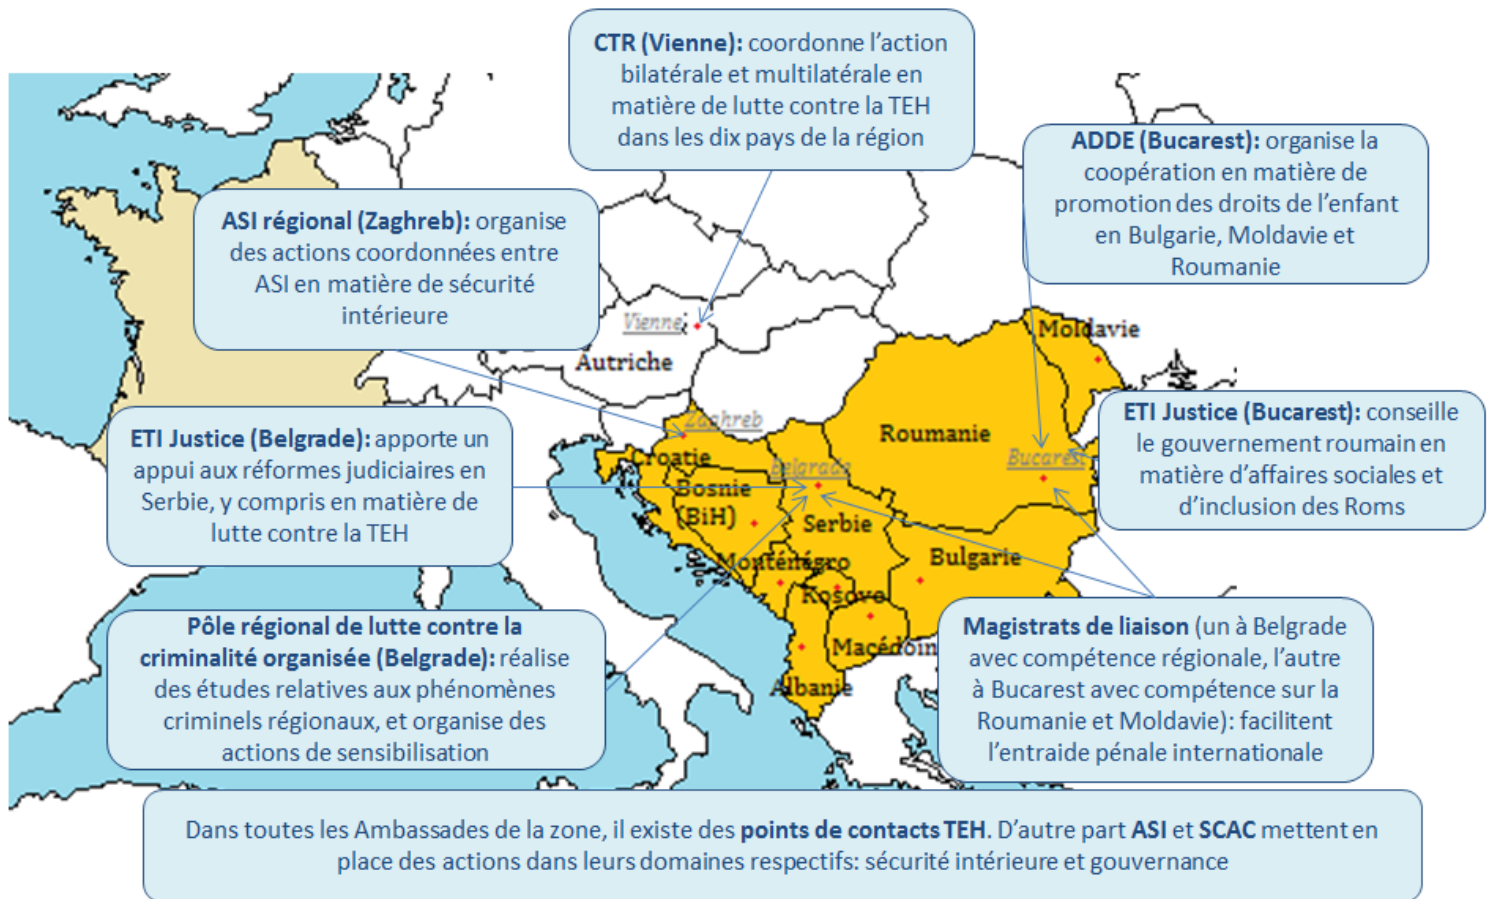 CTR (Vienne): coordonne l'action
bilatérale et multilatérale en
matière de lutte contre la TEH
dans les dix pays de la région
ADDE (Bucarest): organise la
coopération en matière de
promotion des droits de l'enfant
en Bulgarie, Moldavie et
Roumanie
ASI régional (Zaghreb): organise
des actions coordonnées entre
ASI en matière de sécurité
intérieure
Vienne
Autriche
Moldavie
ETI Justice (Belgrade): apporte un
appui aux réformes judiciaires en
Serbie, y compris en matière de
lutte contre la TEH
Zaghreb
Croatie
Belgrade
Bosnie
(BiH)
Serbie
Roumanie
Bucarest
ETI Justice (Bucarest): conseille
le gouvernement roumain en
matière d'affaires sociales et
d'inclusion des Roms
Monténégro
Kosovo
Bulgarie
Macédoin
Albanie
Pôle régional de lutte contre la
criminalité organisée (Belgrade): réalise
des études relatives aux phénomènes
criminels régionaux, et organise des
actions de sensibilisation
Magistrats de liaison (un à Belgrade
avec compétence régionale, l'autre
à Bucarest avec compétence sur la
Roumanie et Moldavie): facilitent
l'entraide pénale internationale
Dans toutes les Ambassades de la zone, il existe des points de contacts TEH. D'autre part ASI et SCAC mettent en
place des actions dans leurs domaines respectifs: sécurité intérieure et gouvernance